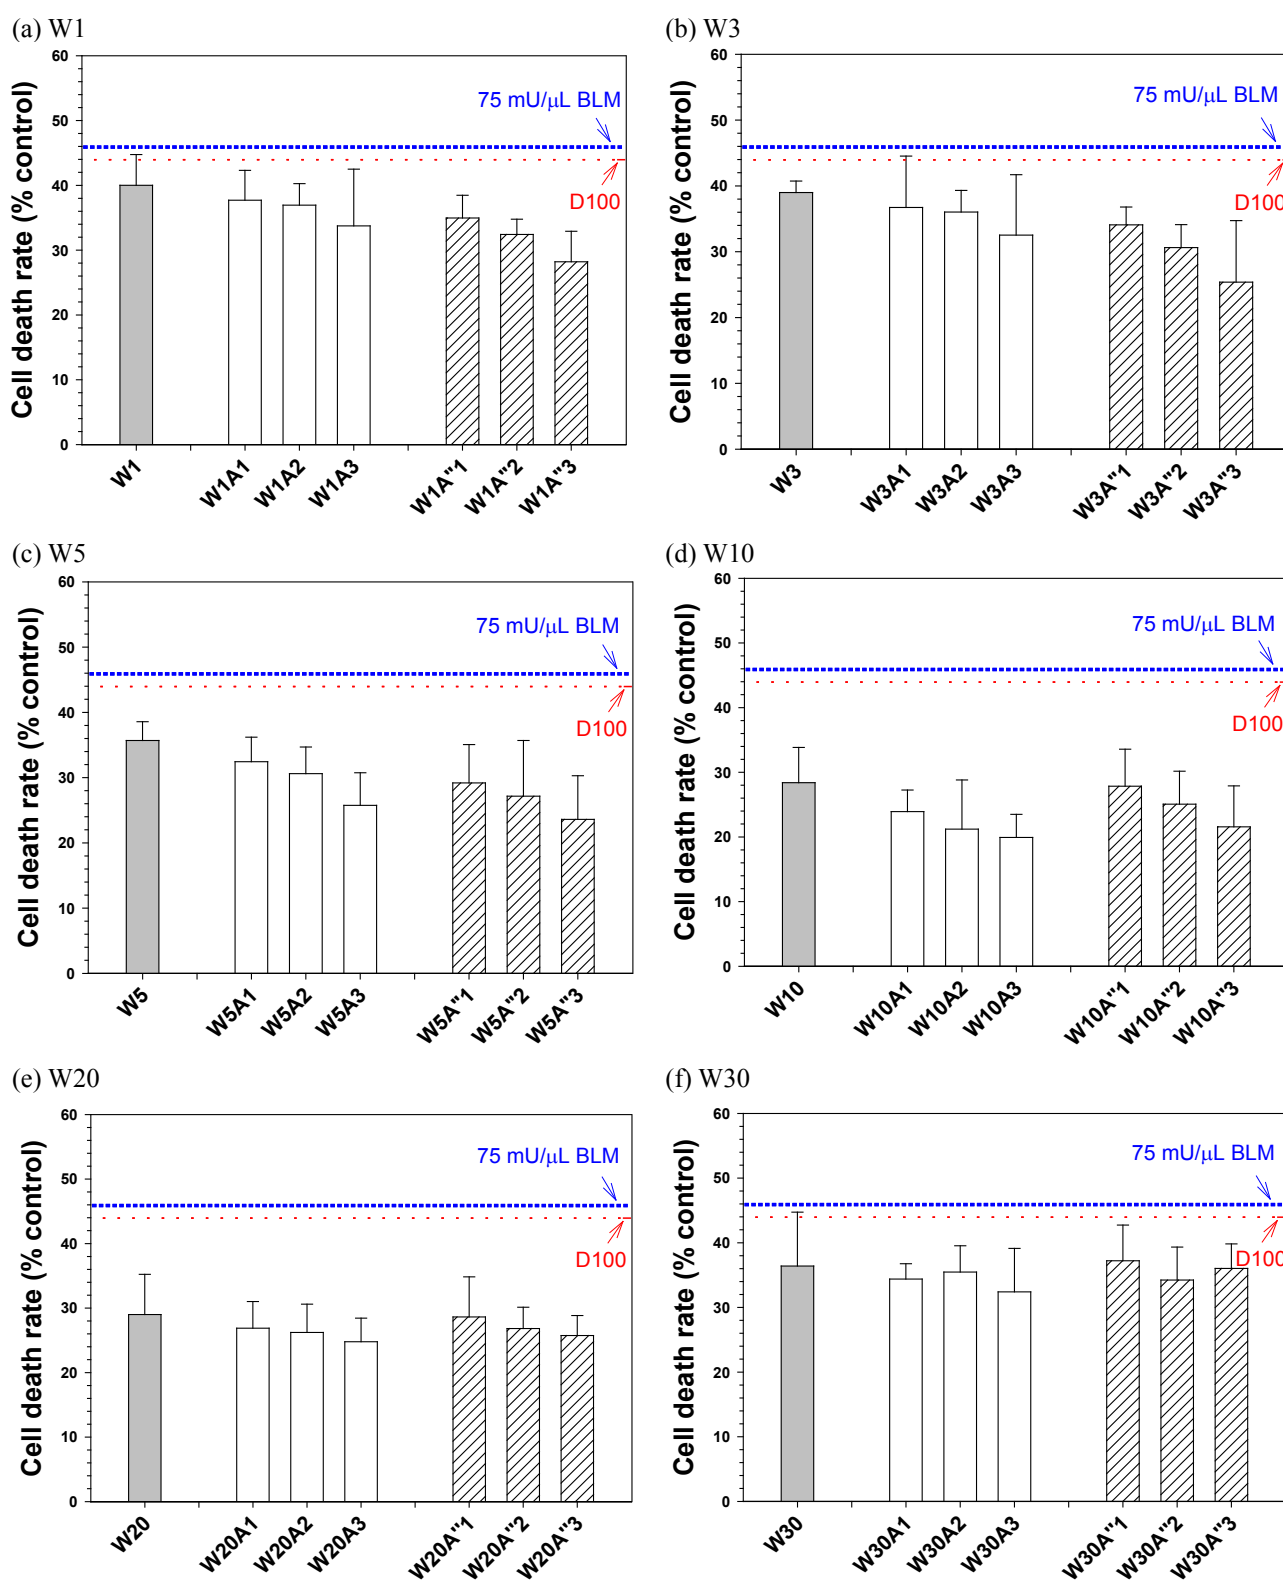 (a) W1
60
50
40
30
20
10
0
Cell death rate (% control)
75 mU/μL BLM
D100
W1
W1A1
W1A2
W1A3
W1A"1
W1A"2
W1A"3
(b) W3
60
50
40
30
20
10
0
Cell death rate (% control)
75 mU/μL BLM
D100
W3
W3A1
W3A2
W3A3
W3A"1
W3A"2
W3A"3
(c) W5
60
50
40
30
20
10
0
Cell death rate (% control)
75 mU/μL BLM
D100
W5
W5A1
W5A2
W5A3
W5A"1
W5A"2
W5A"3
(d) W10
60
50
40
30
20
10
0
Cell death rate (% control)
75 mU/μL BLM
D100
W10
W10A1
W10A2
W10A3
W10A"1
W10A"2
W10A"3
(e) W20
60
50
40
30
20
10
0
Cell death rate (% control)
75 mU/μL BLM
D100
W20
W20A1
W20A2
W20A3
W20A"1
W20A"2
W20A"3
(f) W30
60
50
40
30
20
10
0
Cell death rate (% control)
75 mU/μL BLM
D100
W30
W30A1
W30A2
W30A3
W30A"1
W30A"2
W30A"3